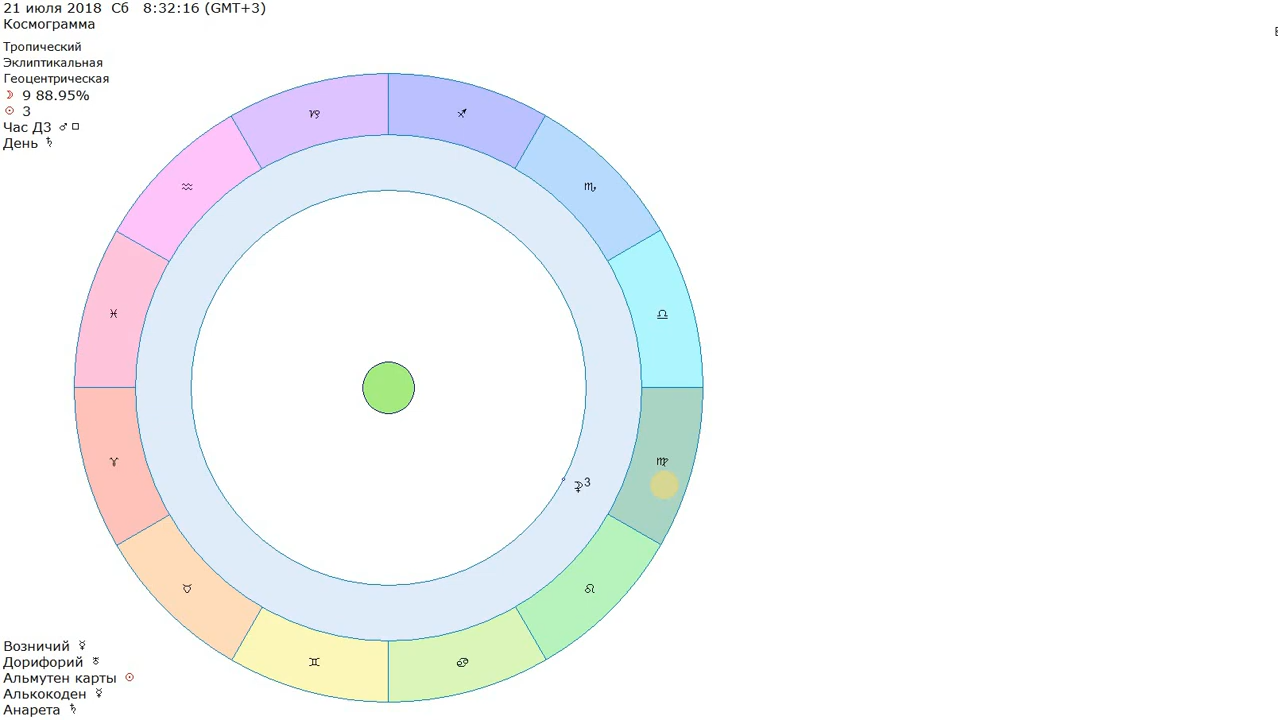 21 июля 2018 Сб 8:32:16 (GMT+3)
Космограмма
Тропический
Эклиптикальная
Геоцентрическая
☽ 9 88.95%
☉ 3
Час Д3 ♂ □
День ♄
♑ ♐
♒ ♏
♓ ♎
♈ ♍
⚸ 3
♉ ♌
♊ ♋
Возничий ☿
Дорифорий ♅
Альмутен карты ☉
Алькокоден ☿
Анарета ♄